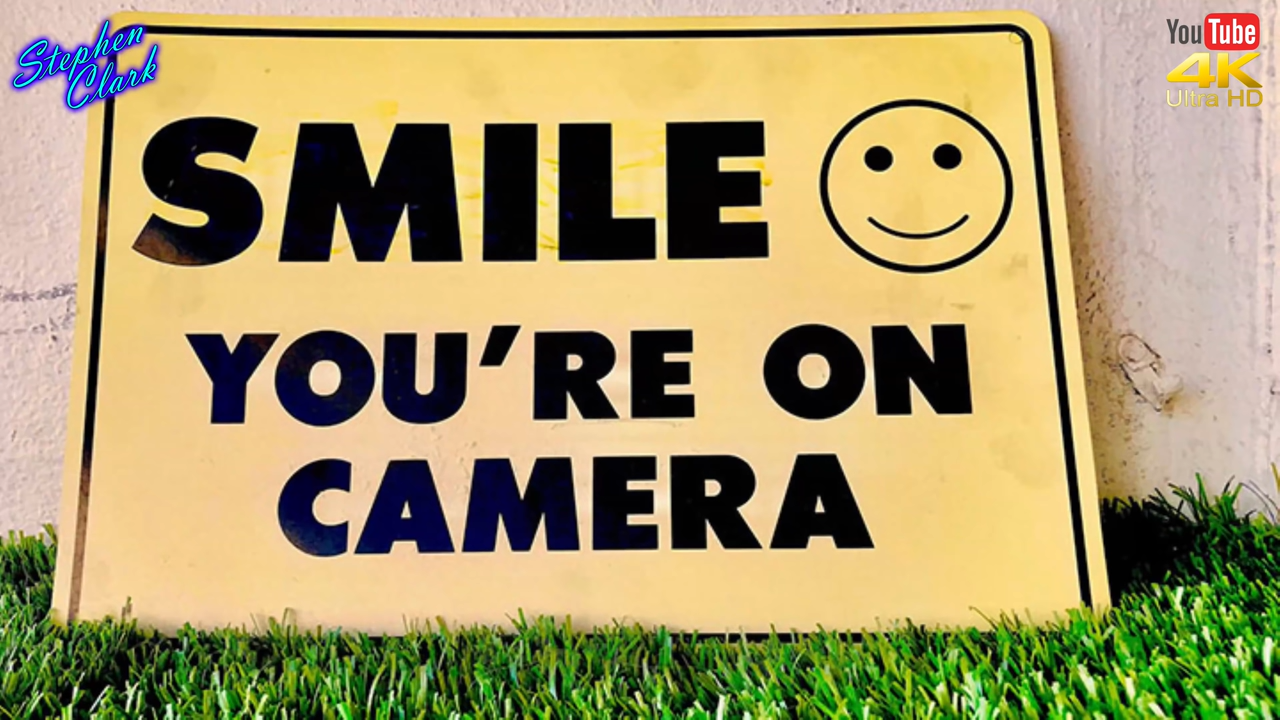 Stephen
Clark
YouTube
4K
Ultra HD
SMILE
YOU'RE ON
CAMERA